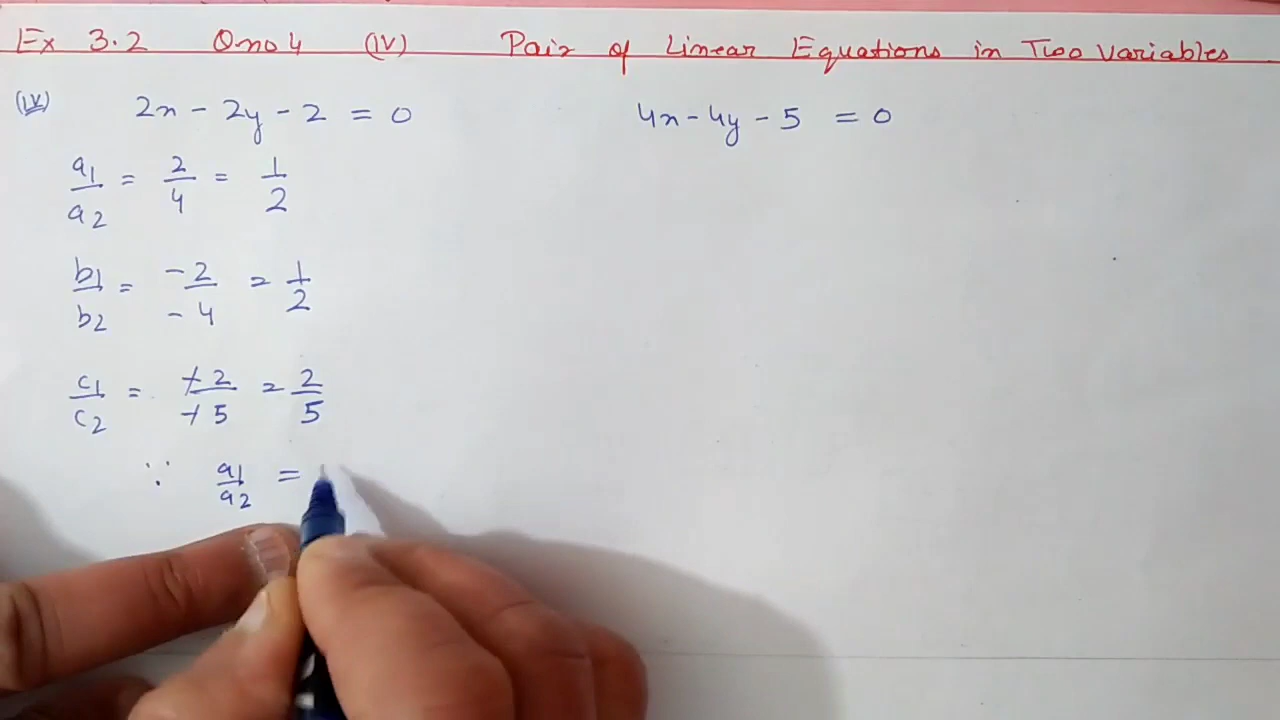 Ex 3.2 Qno 4 (iv) Pair of Linear Equations in Two Variables
(iv) 2x - 2y - 2 = 0 4x - 4y - 5 = 0
a1/a2 = 2/4 = 1/2
b1/b2 = -2/-4 = 1/2
c1/c2 = -2/-5 = 2/5
∵ a1/a2 =